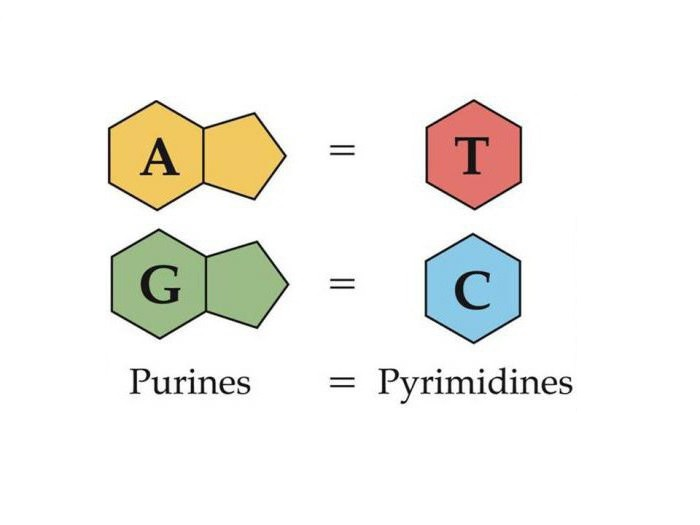 A = T
G = C
Purines = Pyrimidines